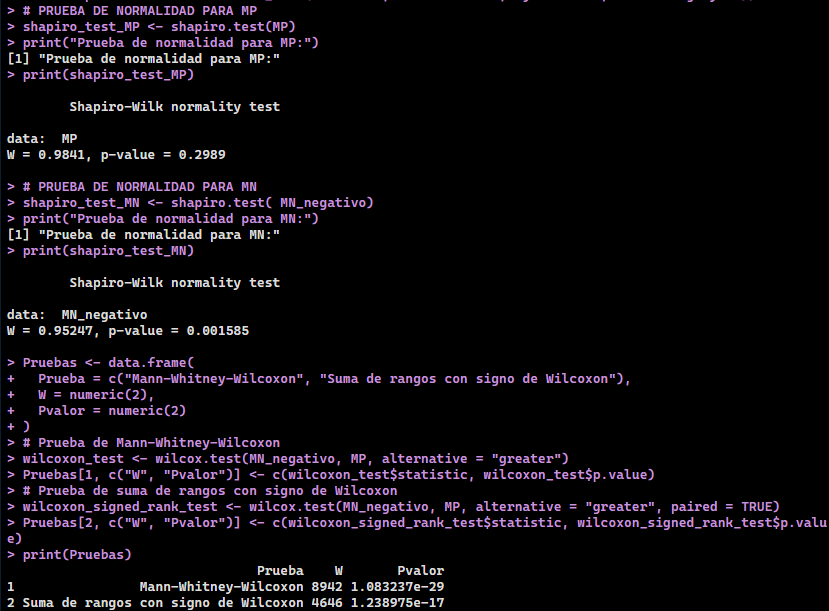 > # PRUEBA DE NORMALIDAD PARA MP
> shapiro_test_MP <- shapiro.test(MP)
> print("Prueba de normalidad para MP:")
[1] "Prueba de normalidad para MP:"
> print(shapiro_test_MP)
Shapiro-Wilk normality test
data:  MP
W = 0.9841, p-value = 0.2989
> # PRUEBA DE NORMALIDAD PARA MN
> shapiro_test_MN <- shapiro.test( MN_negativo)
> print("Prueba de normalidad para MN:")
[1] "Prueba de normalidad para MN:"
> print(shapiro_test_MN)
Shapiro-Wilk normality test
data:  MN_negativo
W = 0.95247, p-value = 0.001585
> Pruebas <- data.frame(
+   Prueba = c("Mann-Whitney-Wilcoxon", "Suma de rangos con signo de Wilcoxon"),
+   W = numeric(2),
+   Pvalor = numeric(2)
+ )
> # Prueba de Mann-Whitney-Wilcoxon
> wilcoxon_test <- wilcox.test(MN_negativo, MP, alternative = "greater")
> Pruebas[1, c("W", "Pvalor")] <- c(wilcoxon_test$statistic, wilcoxon_test$p.value)
> # Prueba de suma de rangos con signo de Wilcoxon
> wilcoxon_signed_rank_test <- wilcox.test(MN_negativo, MP, alternative = "greater", paired = TRUE)
> Pruebas[2, c("W", "Pvalor")] <- c(wilcoxon_signed_rank_test$statistic, wilcoxon_signed_rank_test$p.valu
e)
> print(Pruebas)
Prueba    W       Pvalor
1                Mann-Whitney-Wilcoxon 8942 1.083237e-29
2 Suma de rangos con signo de Wilcoxon 4646 1.238975e-17